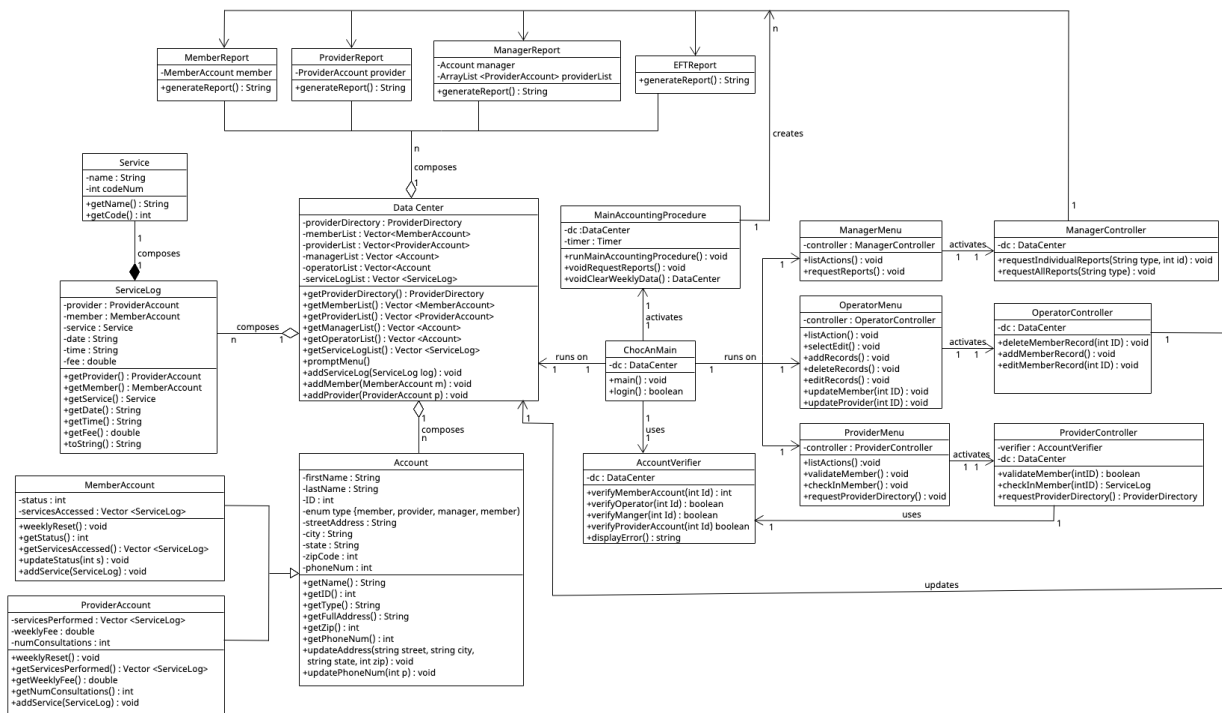 n
MemberReport
-MemberAccount member
+generateReport() : String
ProviderReport
-ProviderAccount provider
+generateReport() : String
ManagerReport
-Account manager
-ArrayList <ProviderAccount> providerList
+generateReport() : String
EFTReport
+generateReport() : String
creates
n
composes
1
Service
-name : String
-int codeNum
+getName() : String
+getCode() : int
1
composes
1
ServiceLog
-provider : ProviderAccount
-member : MemberAccount
-service : Service
-date : String
-time : String
-fee : double
+getProvider() : ProviderAccount
+getMember() : MemberAccount
+getService() : Service
+getDate() : String
+getTime() : String
+getFee() : double
+toString() : String
composes
n
1
Data Center
-providerDirectory : ProviderDirectory
-memberList : Vector<MemberAccount>
-providerList : Vector<ProviderAccount>
-managerList : Vector <Account>
-operatorList : Vector<Account
-serviceLogList : Vector <ServiceLog>
+getProviderDirectory() : ProviderDirectory
+getMemberList() : Vector <MemberAccount>
+getProviderList() : Vector <ProviderAccount>
+getManagerList() : Vector <Account>
+getOperatorList() : Vector <Account>
+getServiceLogList() : Vector <ServiceLog>
+promptMenu()
+addServiceLog(ServiceLog log) : void
+addMember(MemberAccount m) : void
+addProvider(ProviderAccount p) : void
1
composes
n
MainAccountingProcedure
-dc :DataCenter
-timer : Timer
+runMainAccountingProcedure() : void
+voidRequestReports() : void
+voidClearWeeklyData() : DataCenter
1
1
activates
1
runs on
1
1
ChocAnMain
-dc : DataCenter
+main() : void
+login() : boolean
runs on
1
1
1
uses
1
1
1
ManagerMenu
-controller : ManagerController
+listActions() : void
+requestReports() : void
activates
1
1
1
ManagerController
-dc : DataCenter
+requestIndividualReports(String type, int id) : void
+requestAllReports(String type) : void
OperatorMenu
-controller : OperatorController
+listAction() : void
+selectEdit() : void
+addRecords() : void
+deleteRecords() : void
+editRecords() : void
+updateMember(int ID) : void
+updateProvider(int ID) : void
activates
1
1
OperatorController
-dc : DataCenter
+deleteMemberRecord(int ID) : void
+addMemberRecord() : void
+editMemberRecord(int ID) : void
1
1
ProviderMenu
-controller : ProviderController
+listActions() :void
+validateMember() : void
+checkInMember() : void
+requestProviderDirectory() : void
activates
1
1
ProviderController
-verifier : AccountVerifier
-dc : DataCenter
+validateMember(intID) : boolean
+checkInMember(intID) : ServiceLog
+requestProviderDirectory() : ProviderDirectory
AccountVerifier
-dc : DataCenter
+verifyMemberAccount(int Id) : int
+verifyOperator(int Id) : boolean
+verifyManger(int Id) : boolean
+verifyProviderAccount(int Id) boolean
+displayError() : string
1
uses
1
updates
1
Account
-firstName : String
-lastName : String
-ID : int
-enum type {member, provider, manager, member)
-streetAddress : String
-city : String
-state : String
-zipCode : int
-phoneNum : int
+getName() : String
+getID() : int
+getType() : String
+getFullAddress() : String
+getZip() : int
+getPhoneNum() : int
+updateAddress(string street, string city,
string state, int zip) : void
+updatePhoneNum(int p) : void
MemberAccount
-status : int
-servicesAccessed : Vector <ServiceLog>
+weeklyReset() : void
+getStatus() : int
+getServicesAccessed() : Vector <ServiceLog>
+updateStatus(int s) : void
+addService(ServiceLog) : void
ProviderAccount
-servicesPerformed : Vector <ServiceLog>
-weeklyFee : double
-numConsultations : int
+weeklyReset() : void
+getServicesPerformed() : Vector <ServiceLog>
+getWeeklyFee() : double
+getNumConsultations() : int
+addService(ServiceLog) : void